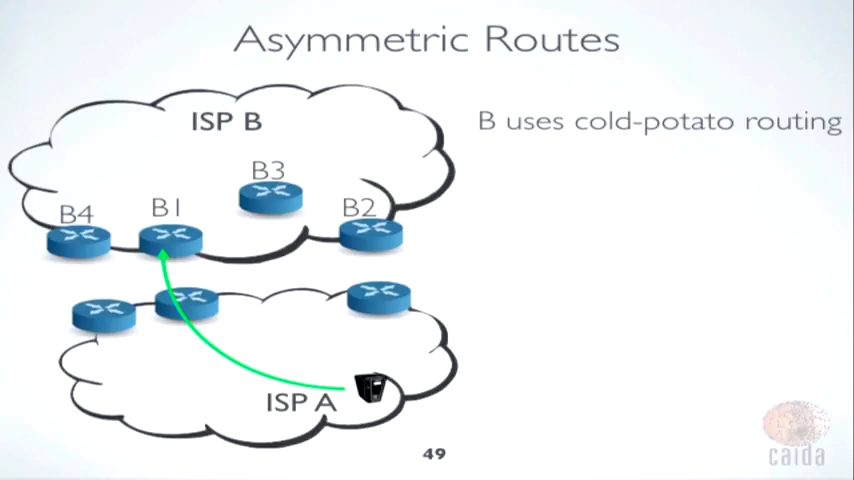 Asymmetric Routes
ISP B
B uses cold-potato routing
B3
B4
B1
B2
ISP A
49
caida